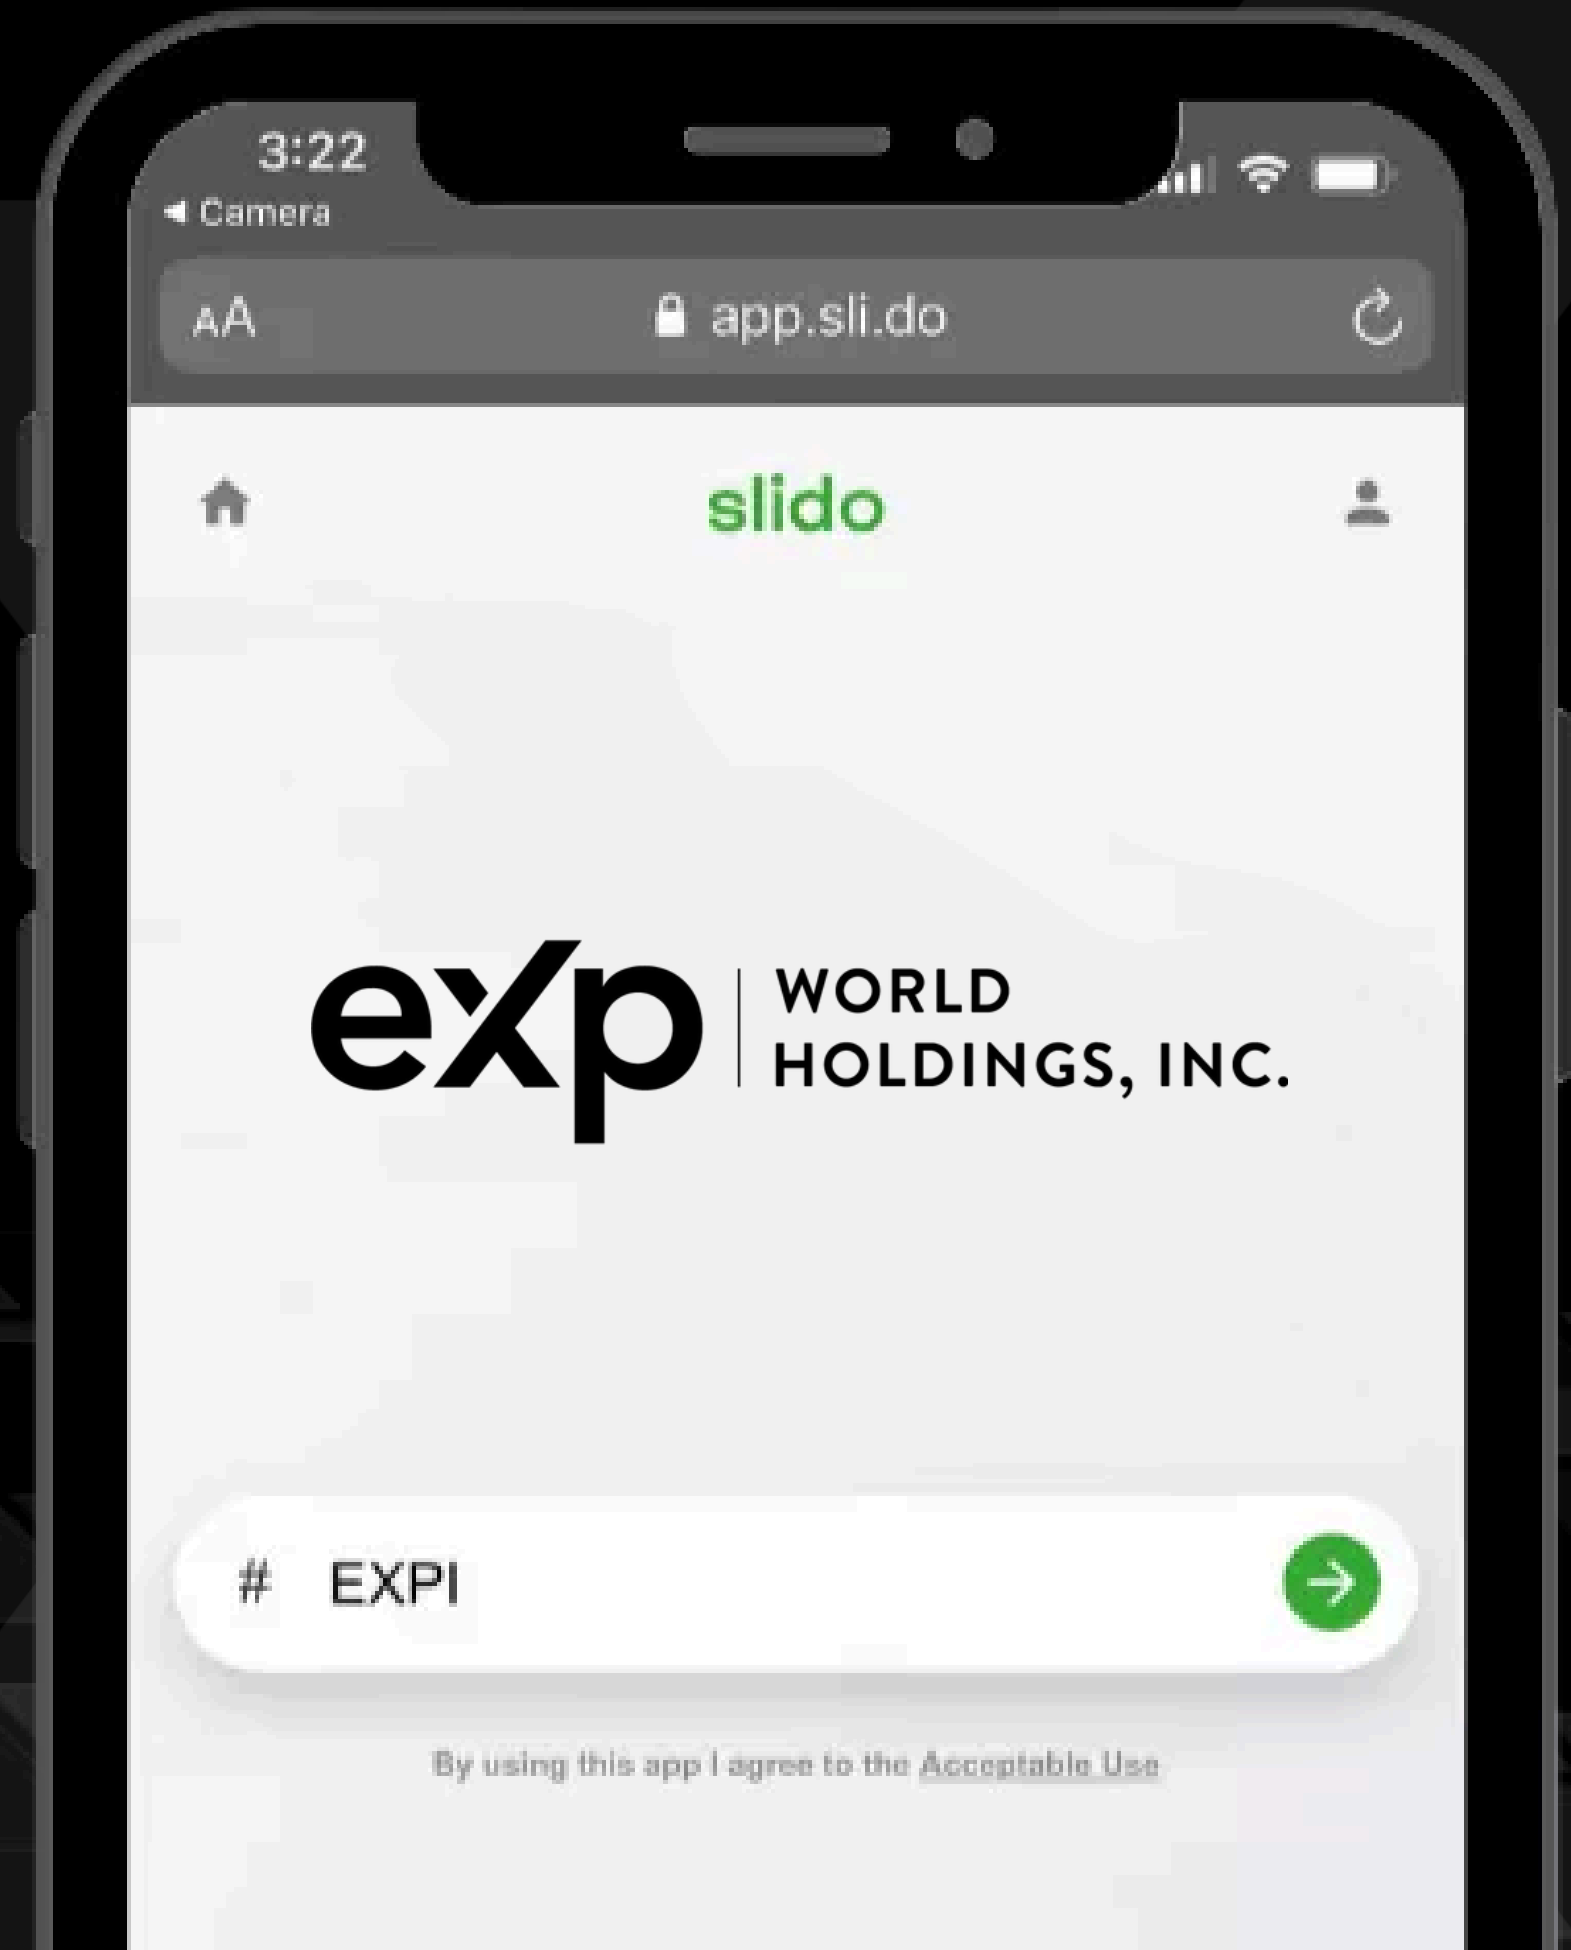 3:22
◀ Camera
AA
app.sli.do
slido
exp
WORLD
HOLDINGS, INC.
# EXPI
By using this app I agree to the Acceptable Use